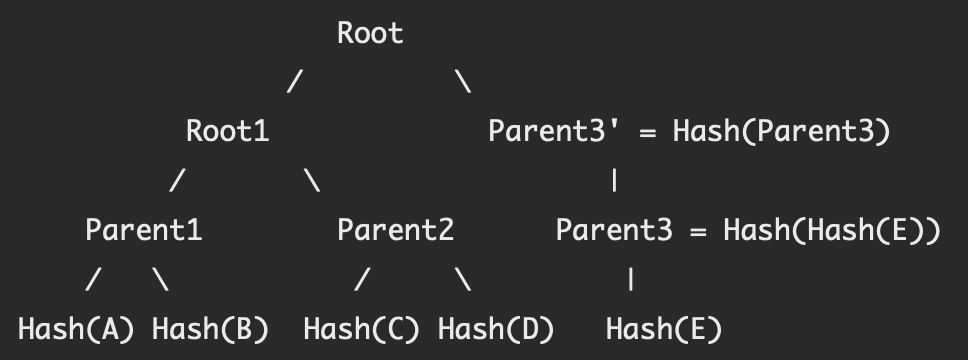 Root
/ \
Root1 Parent3' = Hash(Parent3)
/ \ |
Parent1 Parent2 Parent3 = Hash(Hash(E))
/ \ / \ |
Hash(A) Hash(B) Hash(C) Hash(D) Hash(E)